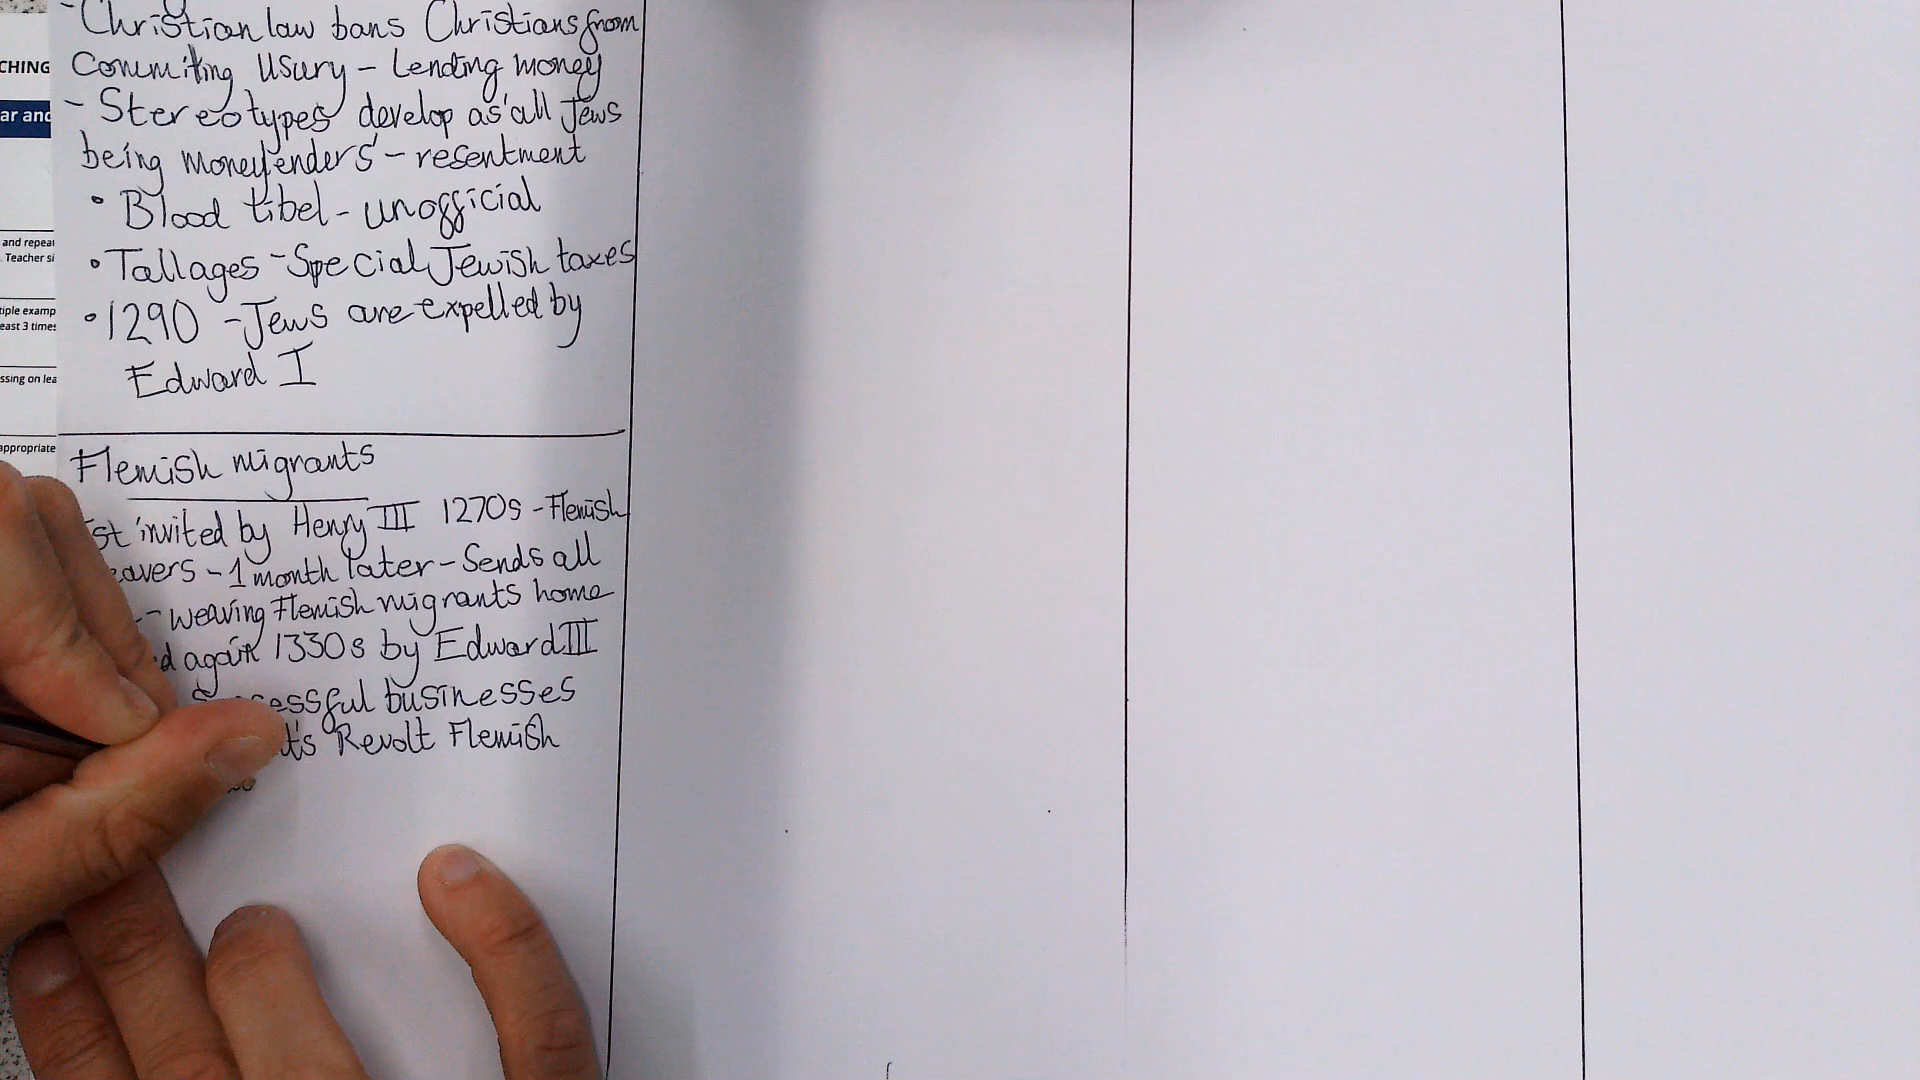 - Christian law bans Christians from
Commiting Usury - Lending money
- Stereotypes develop as 'all Jews
being moneylenders' - resentment
• Blood libel - unofficial
• Tallages - Special Jewish taxes
• 1290 - Jews are expelled by
Edward I
Flemish migrants
invited by Henry III 1270s - Flemish
- 1 month later - Sends all
- weaving Flemish migrants home
again 1330s by Edward III
businesses
Revolt Flemish
CHING
ar and
and repeat
Teacher si
tiple examp
east 3 times
ssing on lea
appropriate